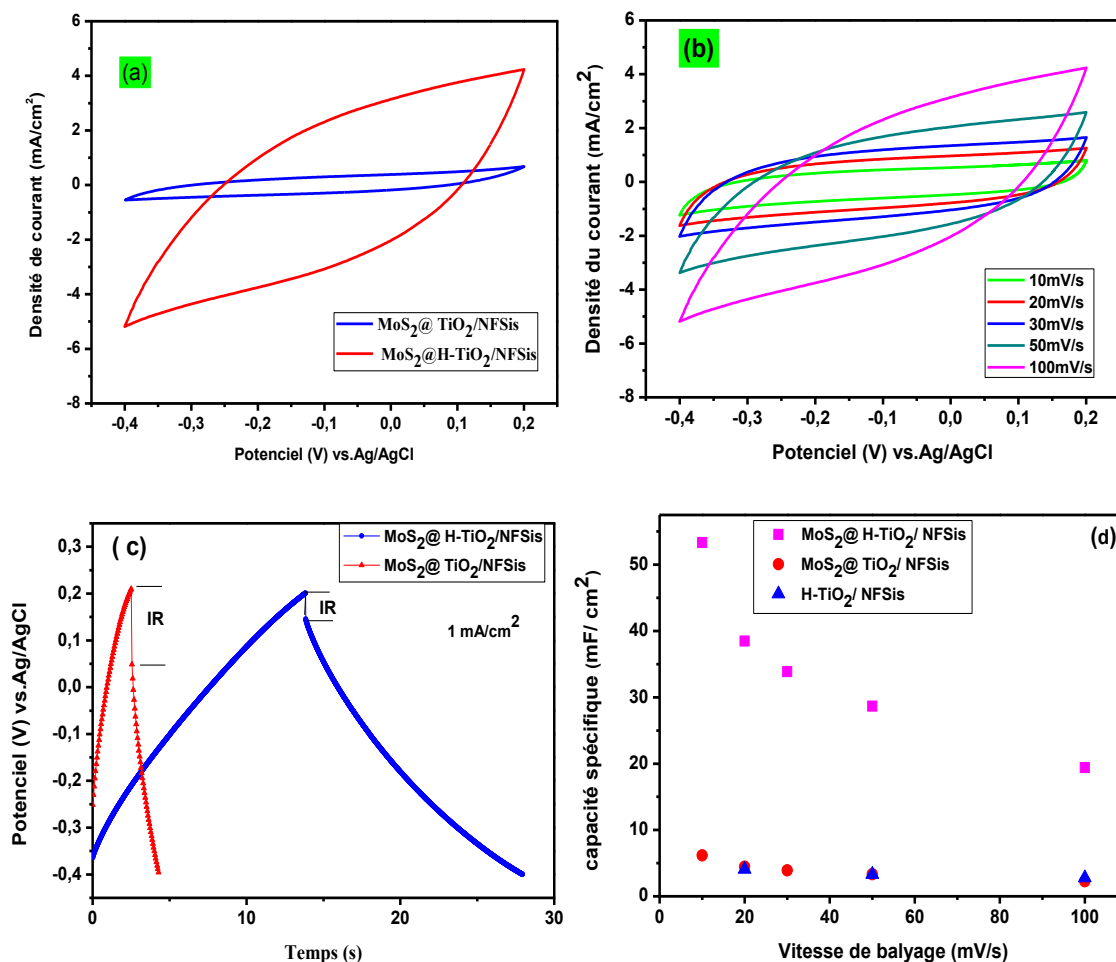 (a)
Densité de courant (mA/cm²)
6
4
2
0
-2
-4
-6
-8
-0,4 -0,3 -0,2 -0,1 0,0 0,1 0,2
Potenciel (V) vs.Ag/AgCl
MoS₂@ TiO₂/NFSis
MoS₂@H-TiO₂/NFSis
(b)
Densité du courant (mA/cm²)
6
4
2
0
-2
-4
-6
-8
-0,4 -0,3 -0,2 -0,1 0,0 0,1 0,2
Potenciel (V) vs.Ag/AgCl
10mV/s
20mV/s
30mV/s
50mV/s
100mV/s
( c)
Potenciel (V) vs.Ag/AgCl
0,3
0,2
0,1
0,0
-0,1
-0,2
-0,3
-0,4
0 10 20 30
Temps (s)
MoS₂@ H-TiO₂/NFSis
MoS₂@ TiO₂/NFSis
IR
IR
1 mA/cm²
(d)
capacité spécifique (mF/ cm²)
50
40
30
20
10
0
0 20 40 60 80 100
Vitesse de balyage (mV/s)
MoS₂@ H-TiO₂/ NFSis
MoS₂@ TiO₂/ NFSis
H-TiO₂/ NFSis